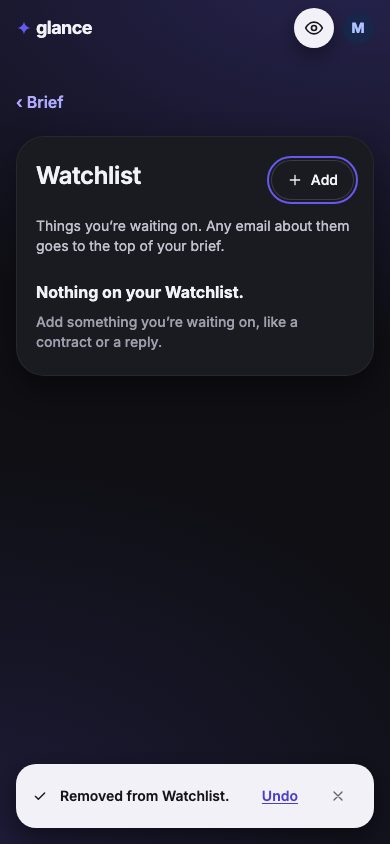 glance
M
‹ Brief
Watchlist
+ Add
Things you’re waiting on. Any email about them
goes to the top of your brief.
Nothing on your Watchlist.
Add something you’re waiting on, like a
contract or a reply.
Removed from Watchlist. Undo